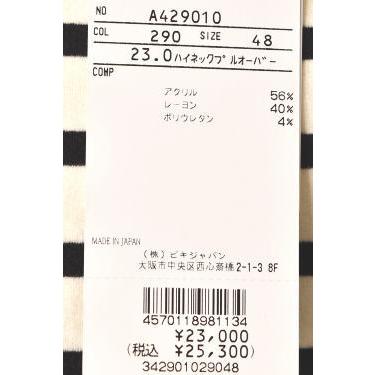 NO A429010
COL 290 SIZE 48
23.0ハイネックプルオーバー
COMP
アクリル 56%
レーヨン 40%
ポリウレタン 4%
MADE IN JAPAN
(株)ビキジャパン
大阪市中央区西心斎橋2-1-3 8F
4570118981134
¥23,000
(税込 ¥25,300)
342901029048